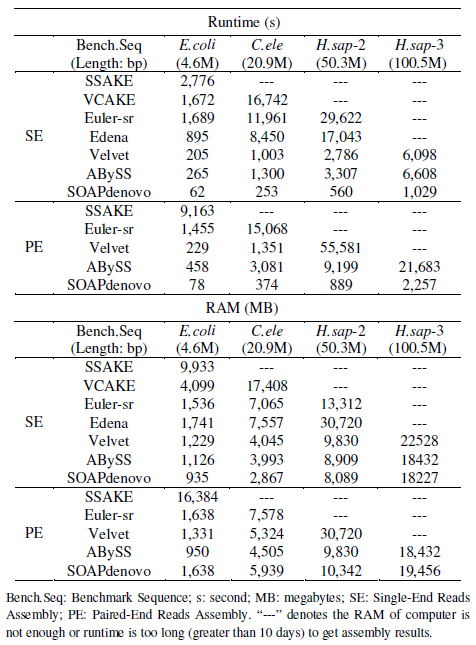 Runtime (s)
Bench.Seq E.coli C.ele H.sap-2 H.sap-3
(Length: bp) (4.6M) (20.9M) (50.3M) (100.5M)
SSAKE 2,776 --- --- ---
VCAKE 1,672 16,742 --- ---
Euler-sr 1,689 11,961 29,622 ---
SE Edena 895 8,450 17,043 ---
Velvet 205 1,003 2,786 6,098
ABySS 265 1,300 3,307 6,608
SOAPdenovo 62 253 560 1,029
SSAKE 9,163 --- --- ---
Euler-sr 1,455 15,068 --- ---
PE Velvet 229 1,351 55,581 ---
ABySS 458 3,081 9,199 21,683
SOAPdenovo 78 374 889 2,257
RAM (MB)
Bench.Seq E.coli C.ele H.sap-2 H.sap-3
(Length: bp) (4.6M) (20.9M) (50.3M) (100.5M)
SSAKE 9,933 --- --- ---
VCAKE 4,099 17,408 --- ---
Euler-sr 1,536 7,065 13,312 ---
SE Edena 1,741 7,557 30,720 ---
Velvet 1,229 4,045 9,830 22528
ABySS 1,126 3,993 8,909 18432
SOAPdenovo 935 2,867 8,089 18227
SSAKE 16,384 --- --- ---
Euler-sr 1,638 7,578 --- ---
PE Velvet 1,331 5,324 30,720 ---
ABySS 950 4,505 9,830 18,432
SOAPdenovo 1,638 5,939 10,342 19,456
Bench.Seq: Benchmark Sequence; s: second; MB: megabytes; SE: Single-End Reads
Assembly; PE: Paired-End Reads Assembly. “---” denotes the RAM of computer is
not enough or runtime is too long (greater than 10 days) to get assembly results.